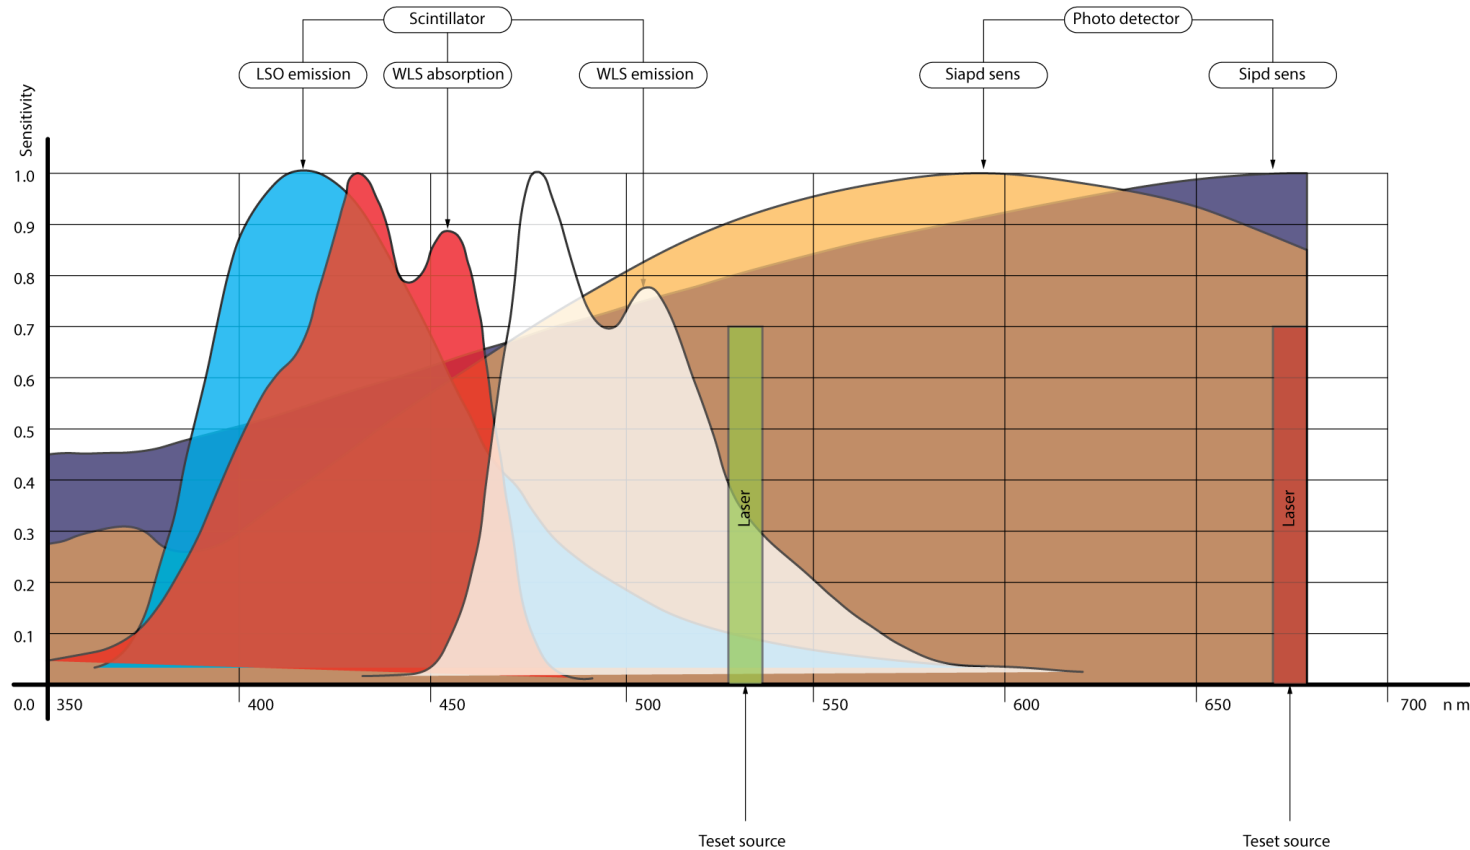 Scintillator
Photo detector
LSO emission
WLS absorption
WLS emission
Siapd sens
Sipd sens
Sensitivity
1.0
0.9
0.8
0.7
0.6
0.5
0.4
0.3
0.2
0.1
0.0
Laser
Laser
350
400
450
500
550
600
650
700
n m
Teset source
Teset source